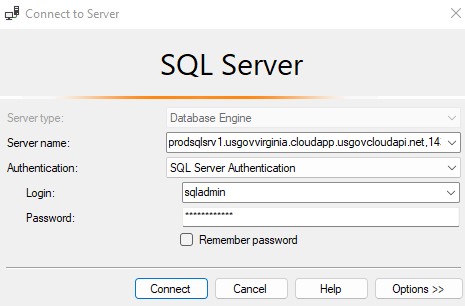 Connect to Server
SQL Server
Server type: Database Engine
Server name: prodsqlsrv1.usgovvirginia.cloudapp.usgovcloudapi.net,14
Authentication: SQL Server Authentication
Login: sqladmin
Password: ************
Remember password
Connect Cancel Help Options >>